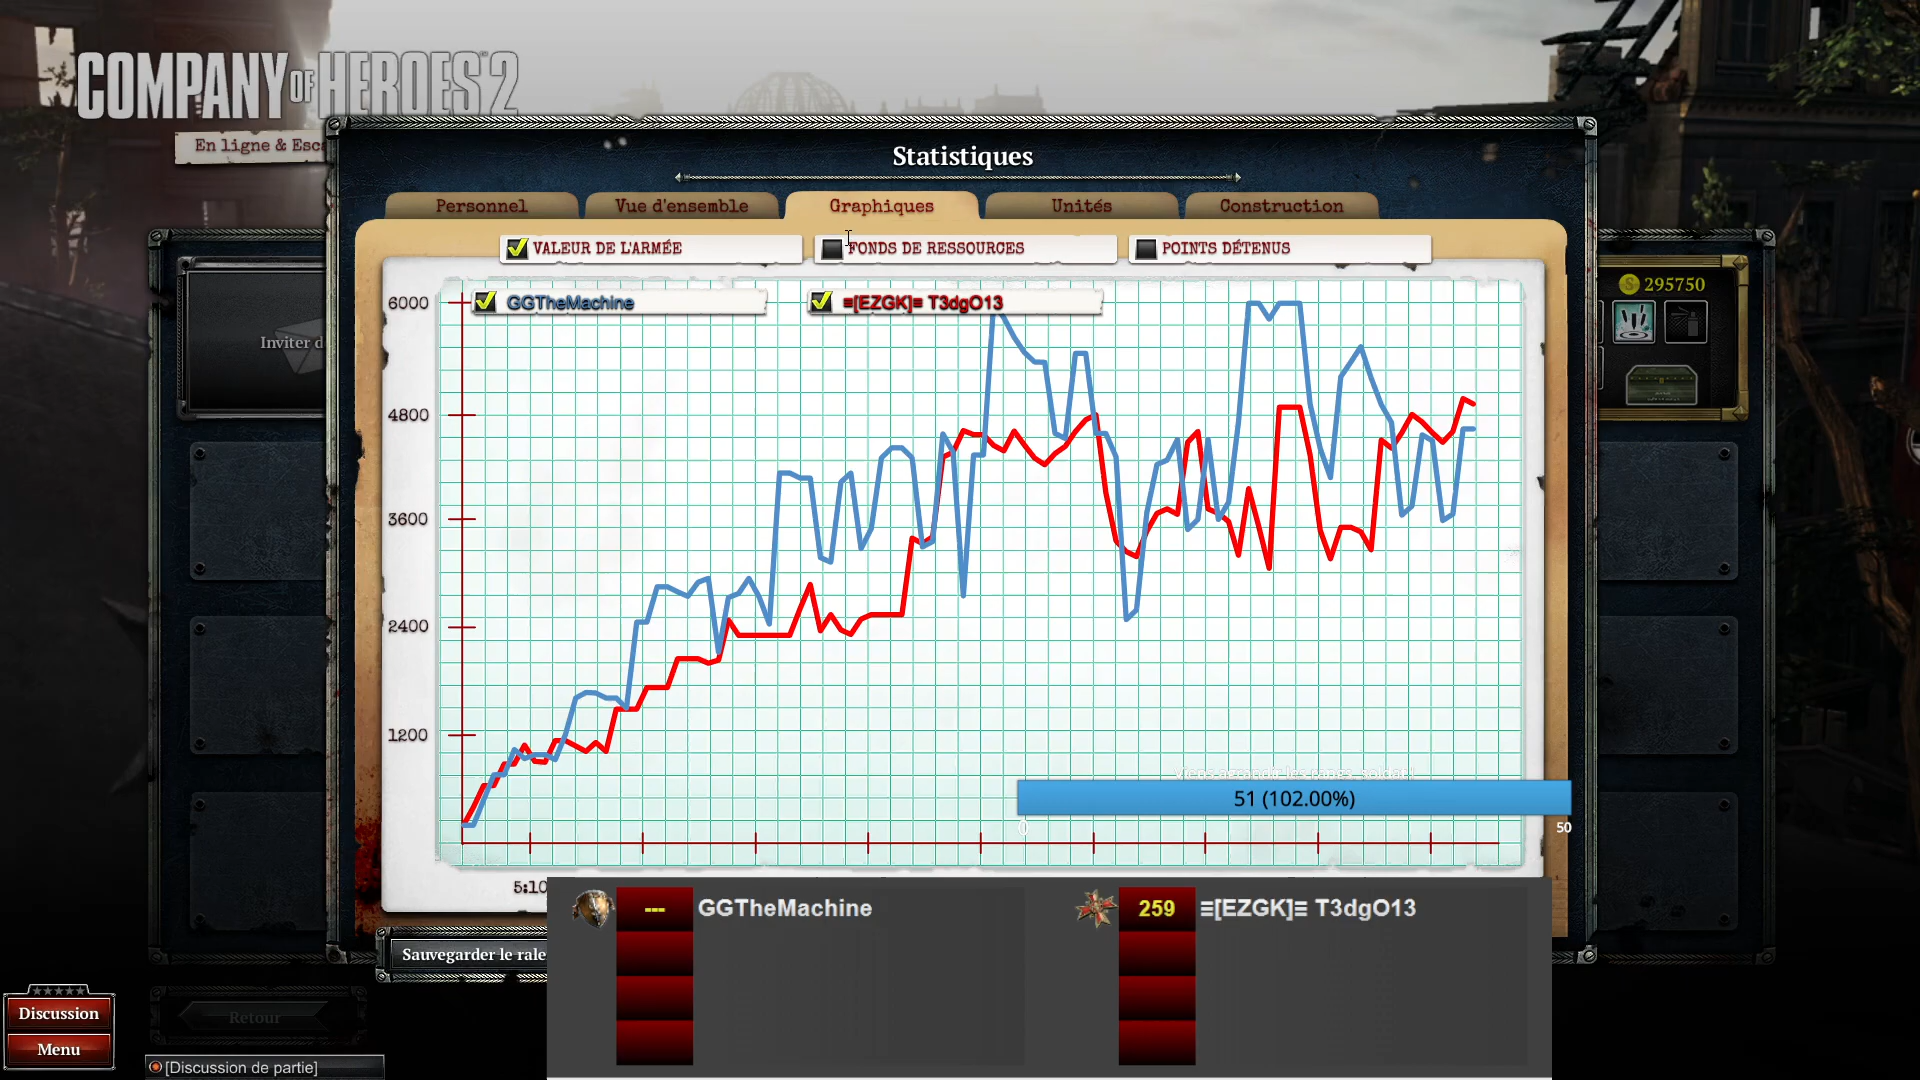 COMPANY OF HEROES 2
En ligne & Esc
Statistiques
Personnel
Vue d'ensemble
Graphiques
Unités
Construction
VALEUR DE L'ARMÉE
FONDS DE RESSOURCES
POINTS DÉTENUS
295750
6000
GGTheMachine
≡[EZGK]≡ T3dgO13
Inviter d
4800
3600
2400
1200
51 (102.00%)
0
50
5:10
--- GGTheMachine
259 ≡[EZGK]≡ T3dgO13
Sauvegarder le rale
Discussion
Retour
Menu
[Discussion de partie]